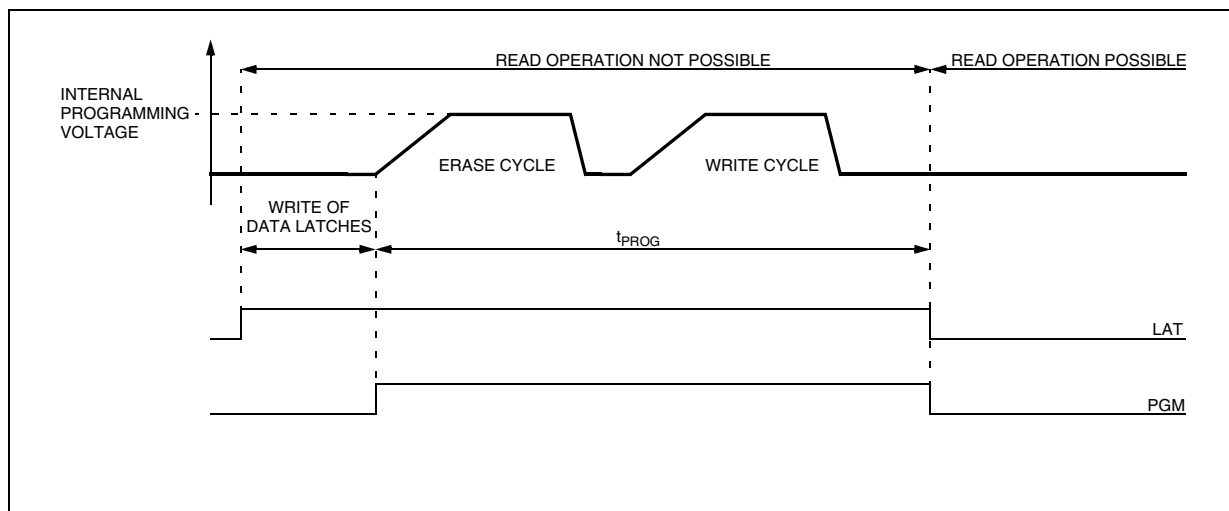 READ OPERATION NOT POSSIBLE
READ OPERATION POSSIBLE
INTERNAL
PROGRAMMING
VOLTAGE
ERASE CYCLE
WRITE CYCLE
WRITE OF
DATA LATCHES
tPROG
LAT
PGM